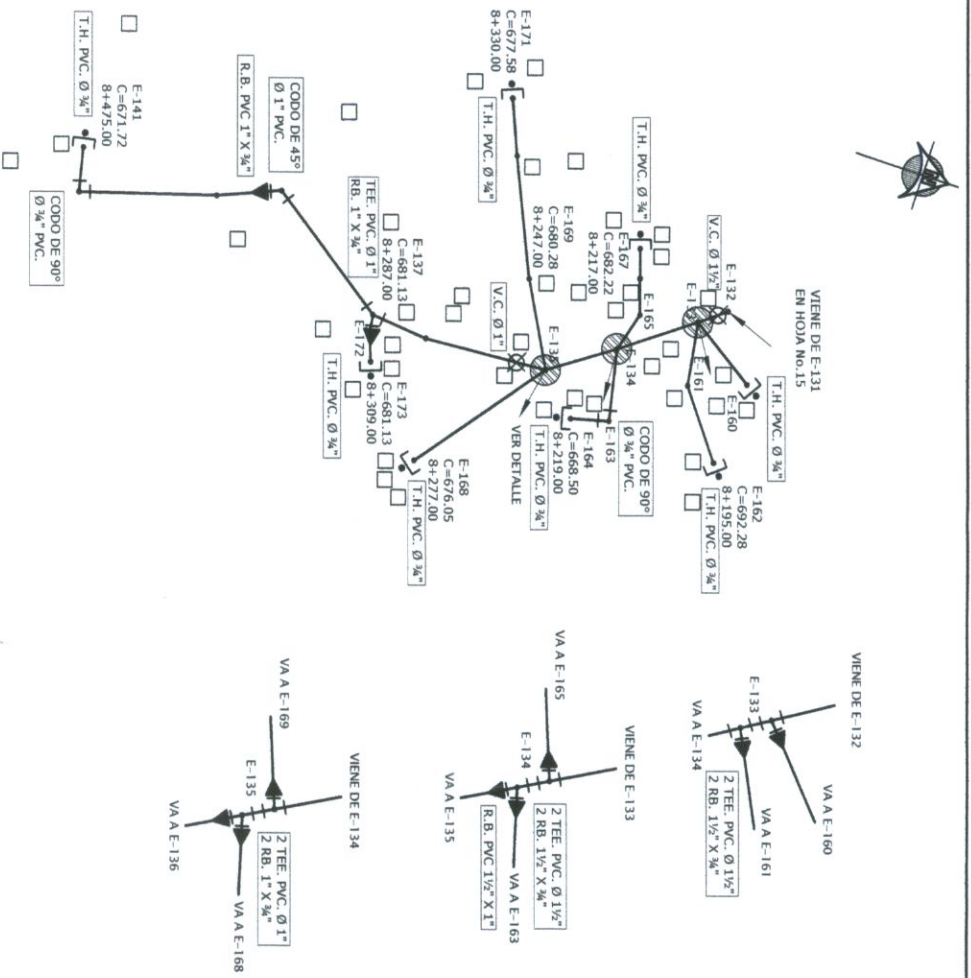 VIENE DE E-131
EN HOJA No.15
E-132
V.C. Ø 1½"
T.H. PVC. Ø ¾"
E-160
E-161
E-162
C=692.28
8+195.00
T.H. PVC. Ø ¾"
T.H. PVC. Ø ¾"
E-167
C=682.22
8+217.00
E-165
E-134
E-163
CODO DE 90°
Ø ¾" PVC.
E-164
C=668.50
8+219.00
T.H. PVC. Ø ¾"
VER DETALLE
E-171
C=677.58
8+330.00
T.H. PVC. Ø ¾"
E-169
C=680.28
8+247.00
V.C. Ø 1"
E-168
C=676.05
8+277.00
T.H. PVC. Ø ¾"
E-137
C=681.13
8+287.00
TEE. PVC. Ø 1"
RB. 1" X ¾"
E-172
E-173
C=681.13
8+309.00
T.H. PVC. Ø ¾"
CODO DE 45°
Ø 1" PVC.
R.B. PVC 1" X ¾"
E-141
C=671.72
8+475.00
T.H. PVC. Ø ¾"
CODO DE 90°
Ø ¾" PVC.
VIENE DE E-132
E-133
VA A E-160
VA A E-161
VA A E-134
2 TEE. PVC. Ø 1½"
2 RB. 1½" X ¾"
VIENE DE E-133
VA A E-165
E-134
VA A E-163
VA A E-135
2 TEE. PVC. Ø 1½"
2 RB. 1½" X ¾"
R.B. PVC 1½" X 1"
VIENE DE E-134
VA A E-169
E-135
VA A E-168
VA A E-136
2 TEE. PVC. Ø 1"
2 RB. 1" X ¾"